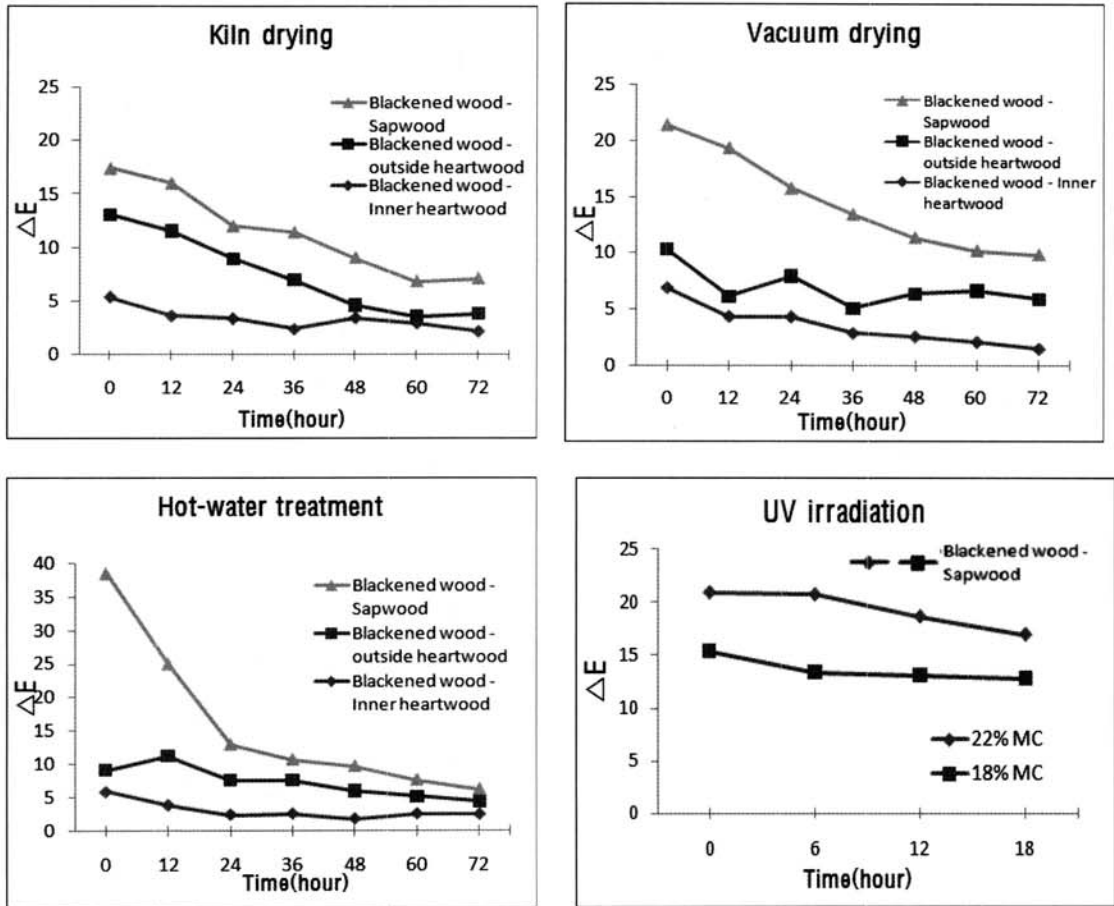 Kiln drying
25
20
15
10
5
0
△E
Blackened wood -
Sapwood
Blackened wood -
outside heartwood
Blackened wood -
Inner heartwood
0 12 24 36 48 60 72
Time(hour)
Vacuum drying
25
20
15
10
5
0
△E
Blackened wood -
Sapwood
Blackened wood -
outside heartwood
Blackened wood - Inner
heartwood
0 12 24 36 48 60 72
Time(hour)
Hot-water treatment
40
35
30
25
20
15
10
5
0
△E
Blackened wood -
Sapwood
Blackened wood -
outside heartwood
Blackened wood -
Inner heartwood
0 12 24 36 48 60 72
Time(hour)
UV irradiation
25
20
15
10
5
0
△E
Blackened wood -
Sapwood
22% MC
18% MC
0 6 12 18
Time(hour)